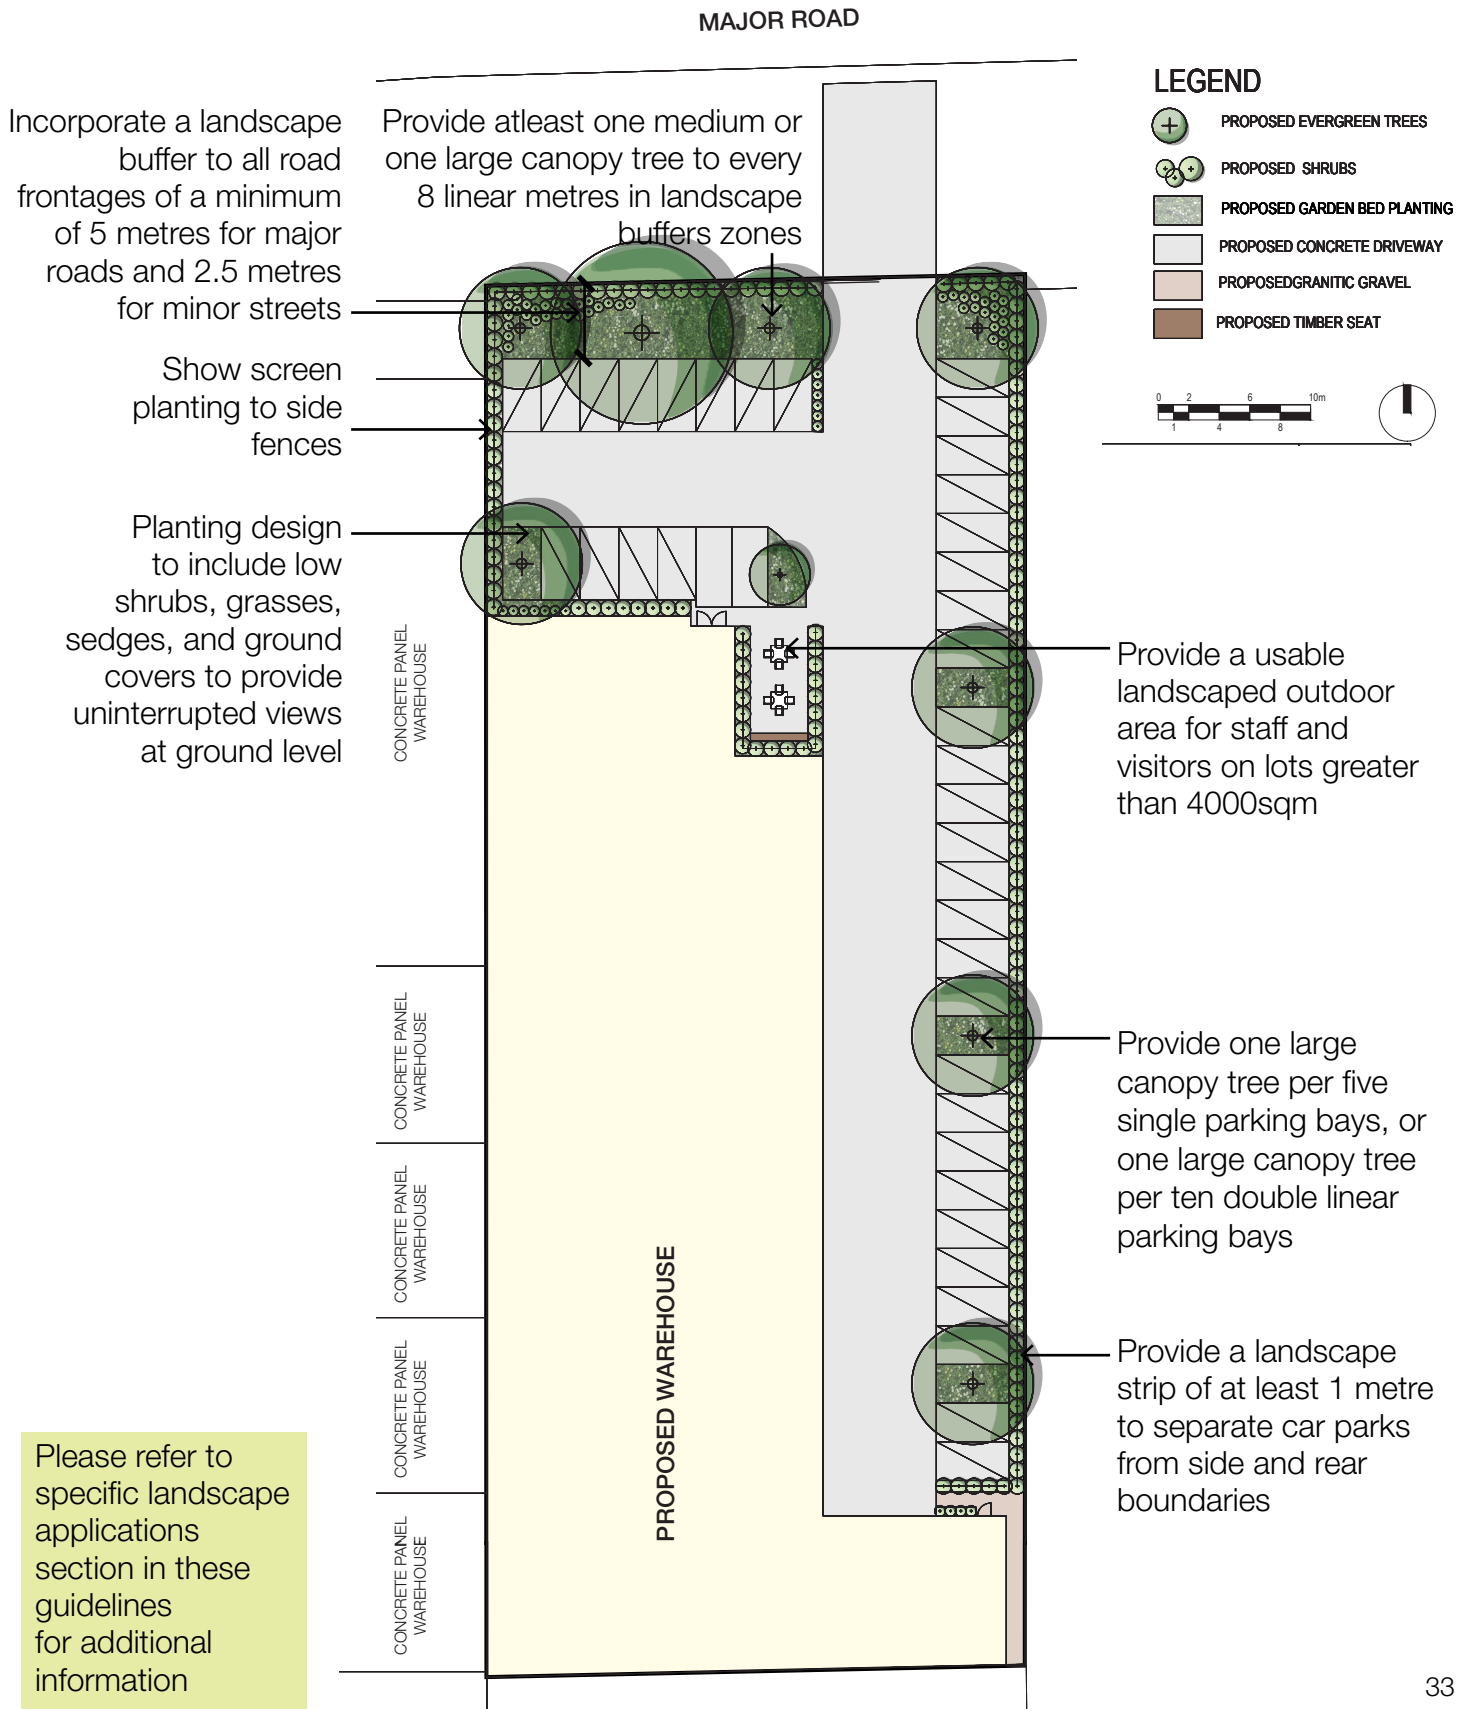 MAJOR ROAD
Incorporate a landscape
buffer to all road
frontages of a minimum
of 5 metres for major
roads and 2.5 metres
for minor streets
Provide atleast one medium or
one large canopy tree to every
8 linear metres in landscape
buffers zones
LEGEND
PROPOSED EVERGREEN TREES
PROPOSED SHRUBS
PROPOSED GARDEN BED PLANTING
PROPOSED CONCRETE DRIVEWAY
PROPOSEDGRANITIC GRAVEL
PROPOSED TIMBER SEAT
0 2 6 10m
1 4 8
Show screen
planting to side
fences
Planting design
to include low
shrubs, grasses,
sedges, and ground
covers to provide
uninterrupted views
at ground level
CONCRETE PANEL
WAREHOUSE
Provide a usable
landscaped outdoor
area for staff and
visitors on lots greater
than 4000sqm
CONCRETE PANEL
WAREHOUSE
Provide one large
canopy tree per five
single parking bays, or
one large canopy tree
per ten double linear
parking bays
CONCRETE PANEL
WAREHOUSE
PROPOSED WAREHOUSE
CONCRETE PANEL
WAREHOUSE
Provide a landscape
strip of at least 1 metre
to separate car parks
from side and rear
boundaries
CONCRETE PANEL
WAREHOUSE
Please refer to
specific landscape
applications
section in these
guidelines
for additional
information
33